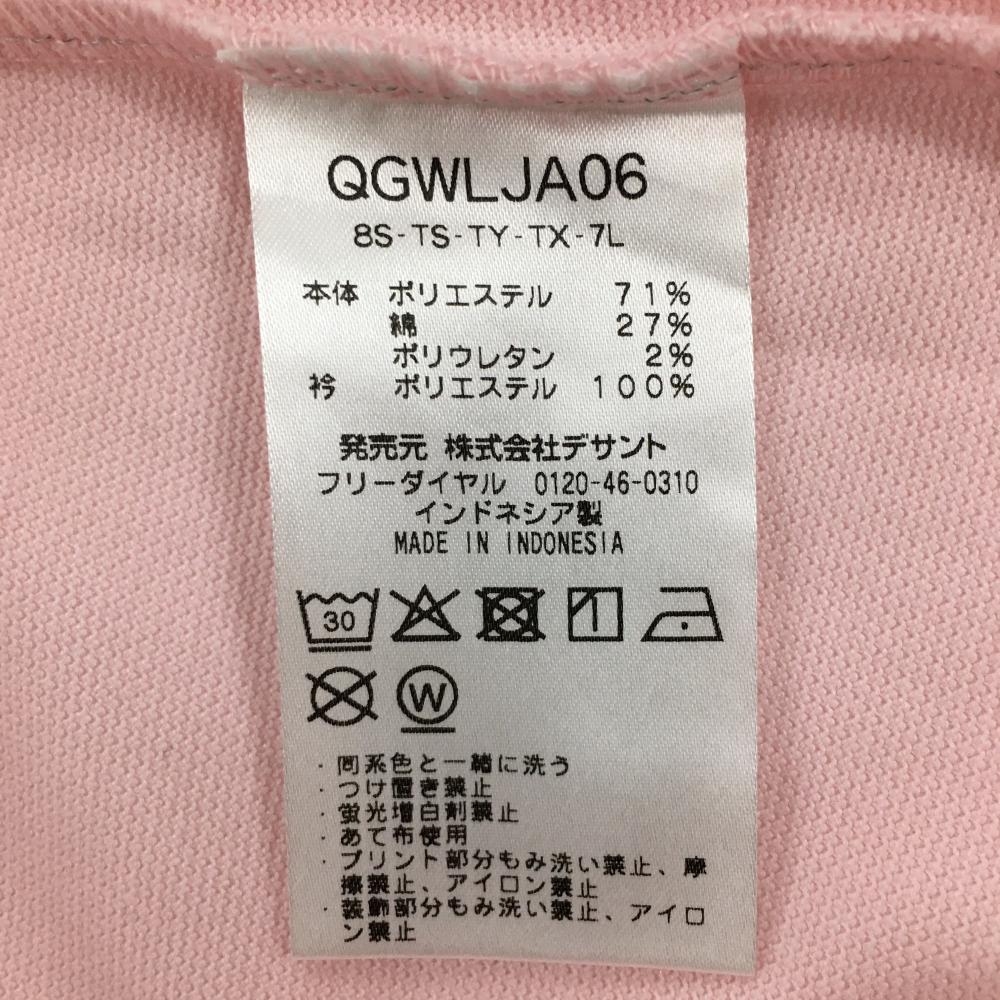 QGWLJA06
8S-TS-TY-TX-7L
本体 ポリエステル 71%
綿 27%
ポリウレタン 2%
衿 ポリエステル 100%
発売元 株式会社デサント
フリーダイヤル 0120-46-0310
インドネシア製
MADE IN INDONESIA
30 1
W
・同系色と一緒に洗う
・つけ置き禁止
・蛍光増白剤禁止
・あて布使用
・プリント部分もみ洗い禁止、摩
擦禁止、アイロン禁止
・装飾部分もみ洗い禁止、アイロ
ン禁止